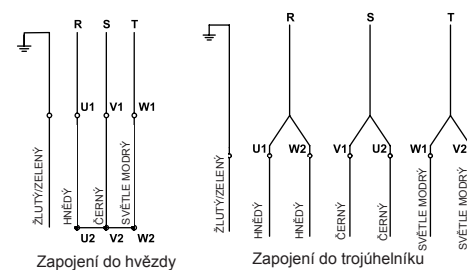 R S T
U1 V1 W1
ŽLUTÝ/ZELENÝ
HNĚDÝ
ČERNÝ
SVĚTLE MODRÝ
U2 V2 W2
Zapojení do hvězdy
R S T
U1 W2 V1 U2 W1 V2
ŽLUTÝ/ZELENÝ
HNĚDÝ
HNĚDÝ
ČERNÝ
ČERNÝ
SVĚTLE MODRÝ
SVĚTLE MODRÝ
Zapojení do trojúhelníku